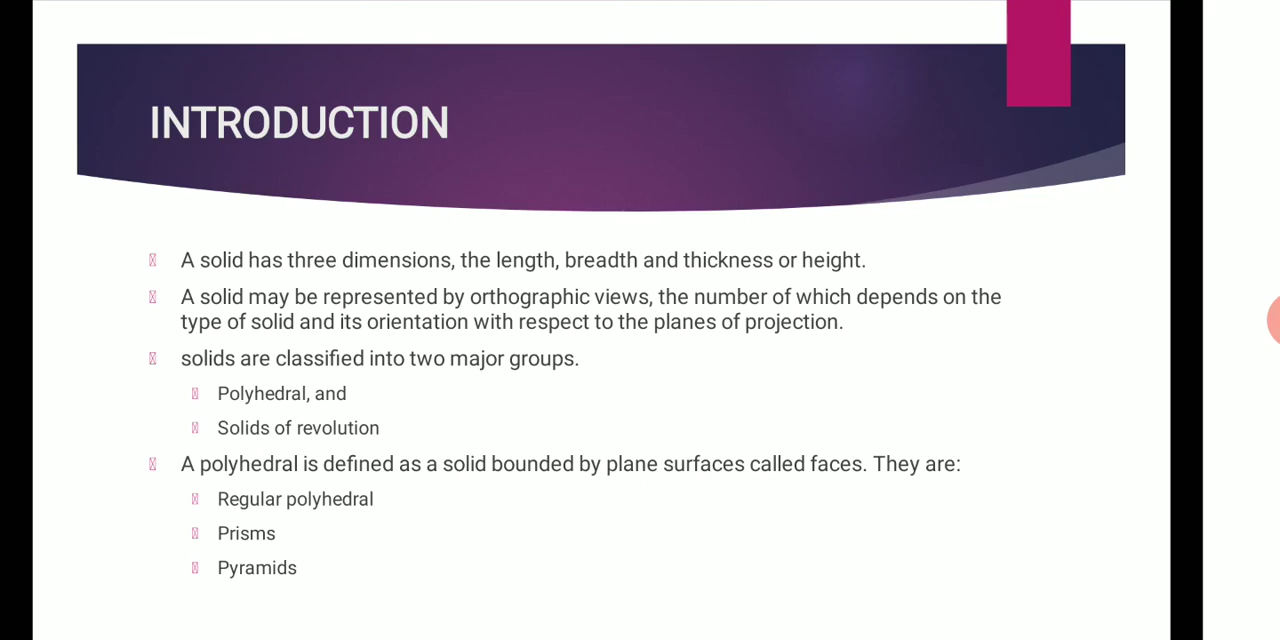 INTRODUCTION
A solid has three dimensions, the length, breadth and thickness or height.
A solid may be represented by orthographic views, the number of which depends on the
type of solid and its orientation with respect to the planes of projection.
solids are classified into two major groups.
Polyhedral, and
Solids of revolution
A polyhedral is defined as a solid bounded by plane surfaces called faces. They are:
Regular polyhedral
Prisms
Pyramids